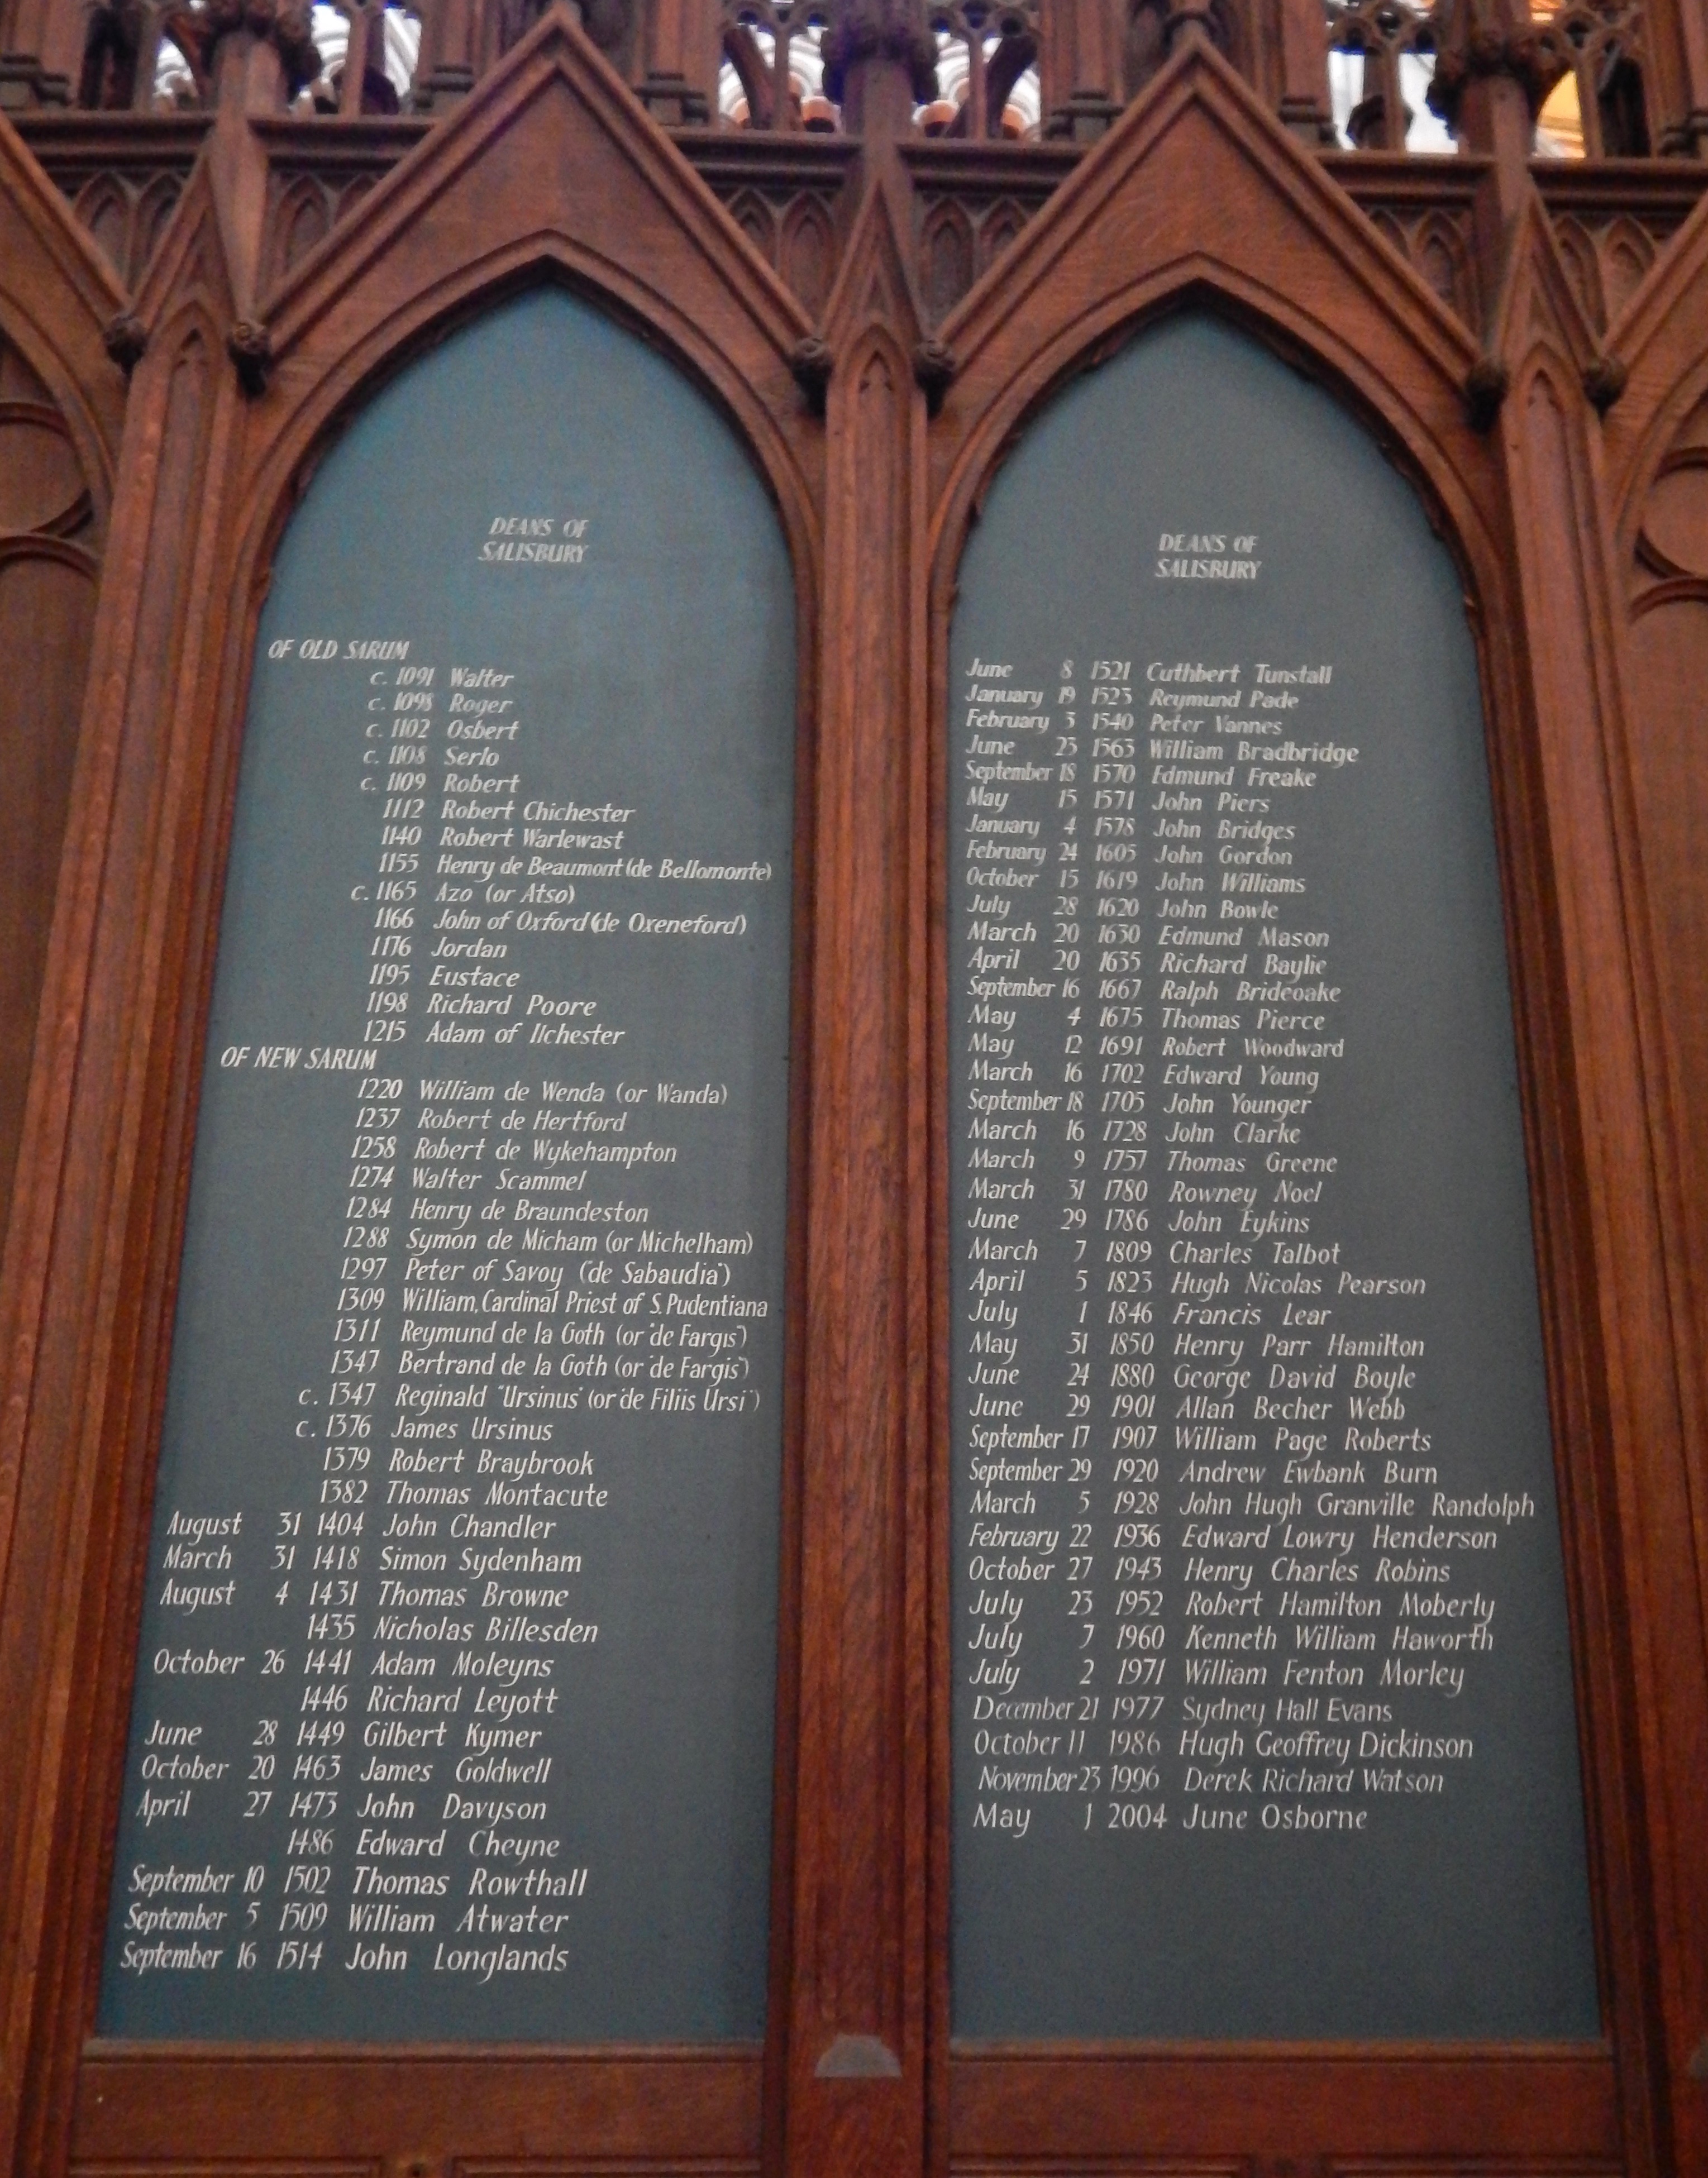 DEANS OF
SALISBURY
OF OLD SARUM
c. 1091 Walter
c. 1098 Roger
c. 1102 Osbert
c. 1108 Serlo
c. 1109 Robert
1112 Robert Chichester
1140 Robert Warlewast
1155 Henry de Beaumont (de Bellomonte)
c. 1165 Azo (or Atso)
1166 John of Oxford (de Oxeneford)
1176 Jordan
1195 Eustace
1198 Richard Poore
1215 Adam of Ilchester
OF NEW SARUM
1220 William de Wenda (or Wanda)
1237 Robert de Hertford
1258 Robert de Wykehampton
1274 Walter Scammel
1284 Henry de Braundeston
1288 Symon de Micham (or Michelham)
1297 Peter of Savoy (de Sabaudia")
1309 William, Cardinal Priest of S. Pudentiana
1311 Reymund de la Goth (or "de Fargis")
1347 Bertrand de la Goth (or "de Fargis")
c. 1347 Reginald "Ursinus" (or "de Filiis Ursi")
c. 1376 James Ursinus
1379 Robert Braybrook
1382 Thomas Montacute
August 31 1404 John Chandler
March 31 1418 Simon Sydenham
August 4 1431 Thomas Browne
1435 Nicholas Billesden
October 26 1441 Adam Moleyns
1446 Richard Leyott
June 28 1449 Gilbert Kymer
October 20 1463 James Goldwell
April 27 1473 John Davyson
1486 Edward Cheyne
September 10 1502 Thomas Rowthall
September 5 1509 William Atwater
September 16 1514 John Longlands
DEANS OF
SALISBURY
June 8 1521 Cuthbert Tunstall
January 19 1523 Reymund Pade
February 3 1540 Peter Vannes
June 23 1563 William Bradbridge
September 18 1570 Edmund Freake
May 15 1571 John Piers
January 4 1578 John Bridges
February 24 1605 John Gordon
October 15 1619 John Williams
July 28 1620 John Bowle
March 20 1630 Edmund Mason
April 20 1635 Richard Baylie
September 16 1667 Ralph Brideoake
May 4 1675 Thomas Pierce
May 12 1691 Robert Woodward
March 16 1702 Edward Young
September 18 1705 John Younger
March 16 1728 John Clarke
March 9 1757 Thomas Greene
March 31 1780 Rowney Noel
June 29 1786 John Eykins
March 7 1809 Charles Talbot
April 5 1823 Hugh Nicolas Pearson
July 1 1846 Francis Lear
May 31 1850 Henry Parr Hamilton
June 24 1880 George David Boyle
June 29 1901 Allan Becher Webb
September 17 1907 William Page Roberts
September 29 1920 Andrew Ewbank Burn
March 5 1928 John Hugh Granville Randolph
February 22 1936 Edward Lowry Henderson
October 27 1943 Henry Charles Robins
July 23 1952 Robert Hamilton Moberly
July 7 1960 Kenneth William Haworth
July 2 1971 William Fenton Morley
December 21 1977 Sydney Hall Evans
October 11 1986 Hugh Geoffrey Dickinson
November 23 1996 Derek Richard Watson
May 1 2004 June Osborne